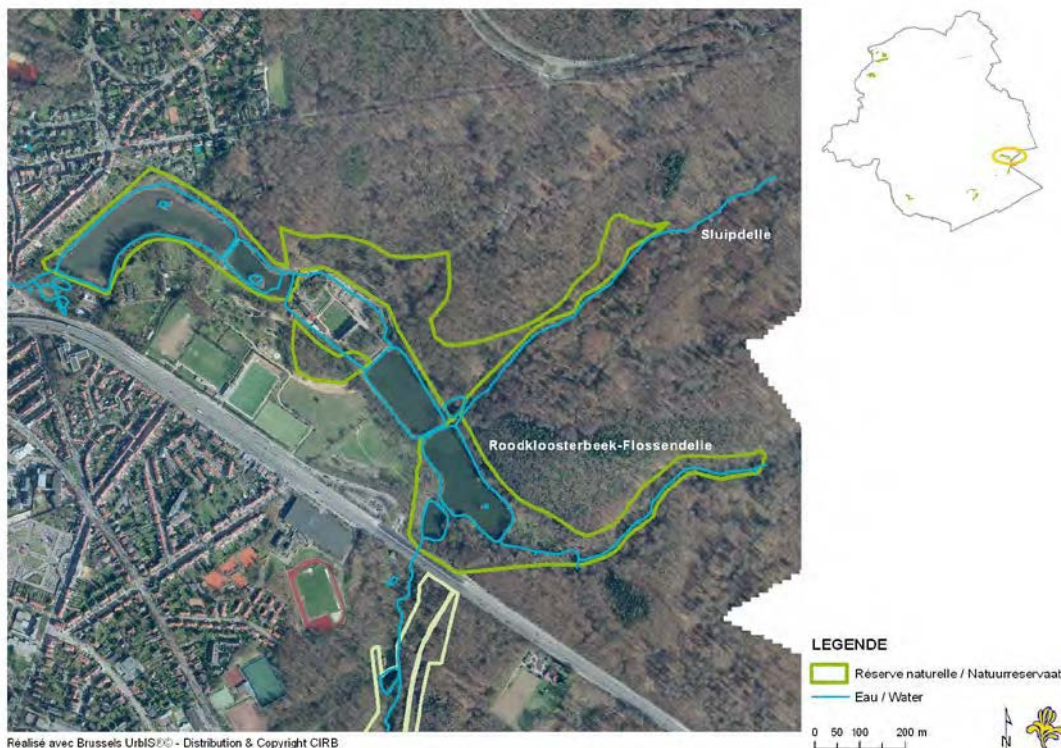 Sluipdelle
Roodkloosterbeek-Flossendelle
LEGENDE
Réserve naturelle / Natuurreservaat
Eau / Water
0 50 100 200 m
N
Réalisé avec Brussels UrbIS®© - Distribution & Copyright CIRB